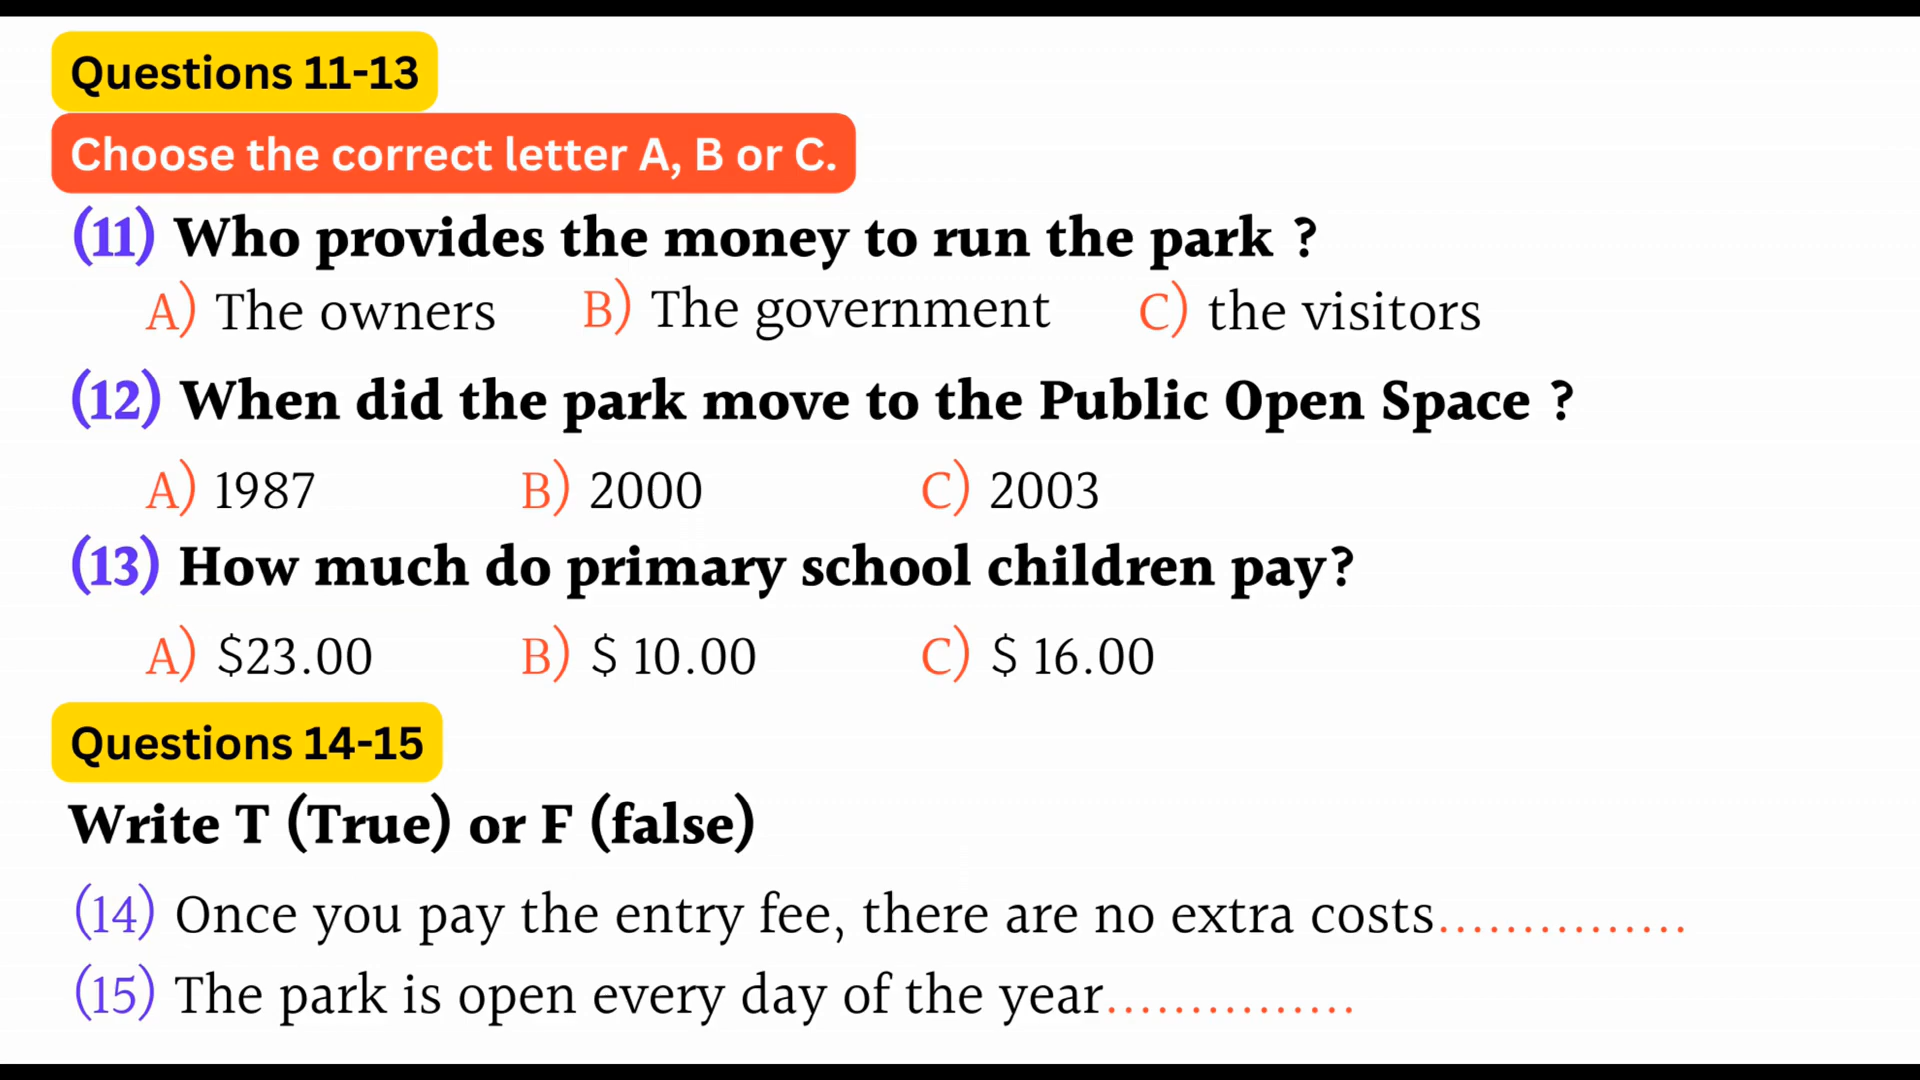 Questions 11-13
Choose the correct letter A, B or C.
(11) Who provides the money to run the park ?
A) The owners B) The government C) the visitors
(12) When did the park move to the Public Open Space ?
A) 1987 B) 2000 C) 2003
(13) How much do primary school children pay?
A) $23.00 B) $ 10.00 C) $ 16.00
Questions 14-15
Write T (True) or F (false)
(14) Once you pay the entry fee, there are no extra costs...............
(15) The park is open every day of the year...............